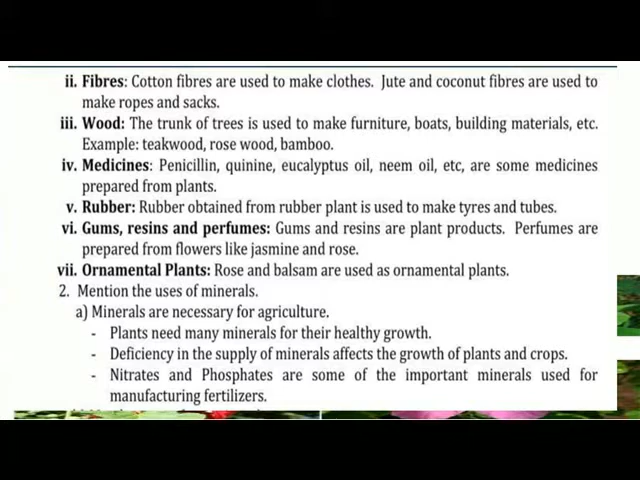 ii. Fibres: Cotton fibres are used to make clothes. Jute and coconut fibres are used to
make ropes and sacks.
iii. Wood: The trunk of trees is used to make furniture, boats, building materials, etc.
Example: teakwood, rose wood, bamboo.
iv. Medicines: Penicillin, quinine, eucalyptus oil, neem oil, etc, are some medicines
prepared from plants.
v. Rubber: Rubber obtained from rubber plant is used to make tyres and tubes.
vi. Gums, resins and perfumes: Gums and resins are plant products. Perfumes are
prepared from flowers like jasmine and rose.
vii. Ornamental Plants: Rose and balsam are used as ornamental plants.
2. Mention the uses of minerals.
a) Minerals are necessary for agriculture.
- Plants need many minerals for their healthy growth.
- Deficiency in the supply of minerals affects the growth of plants and crops.
- Nitrates and Phosphates are some of the important minerals used for
manufacturing fertilizers.